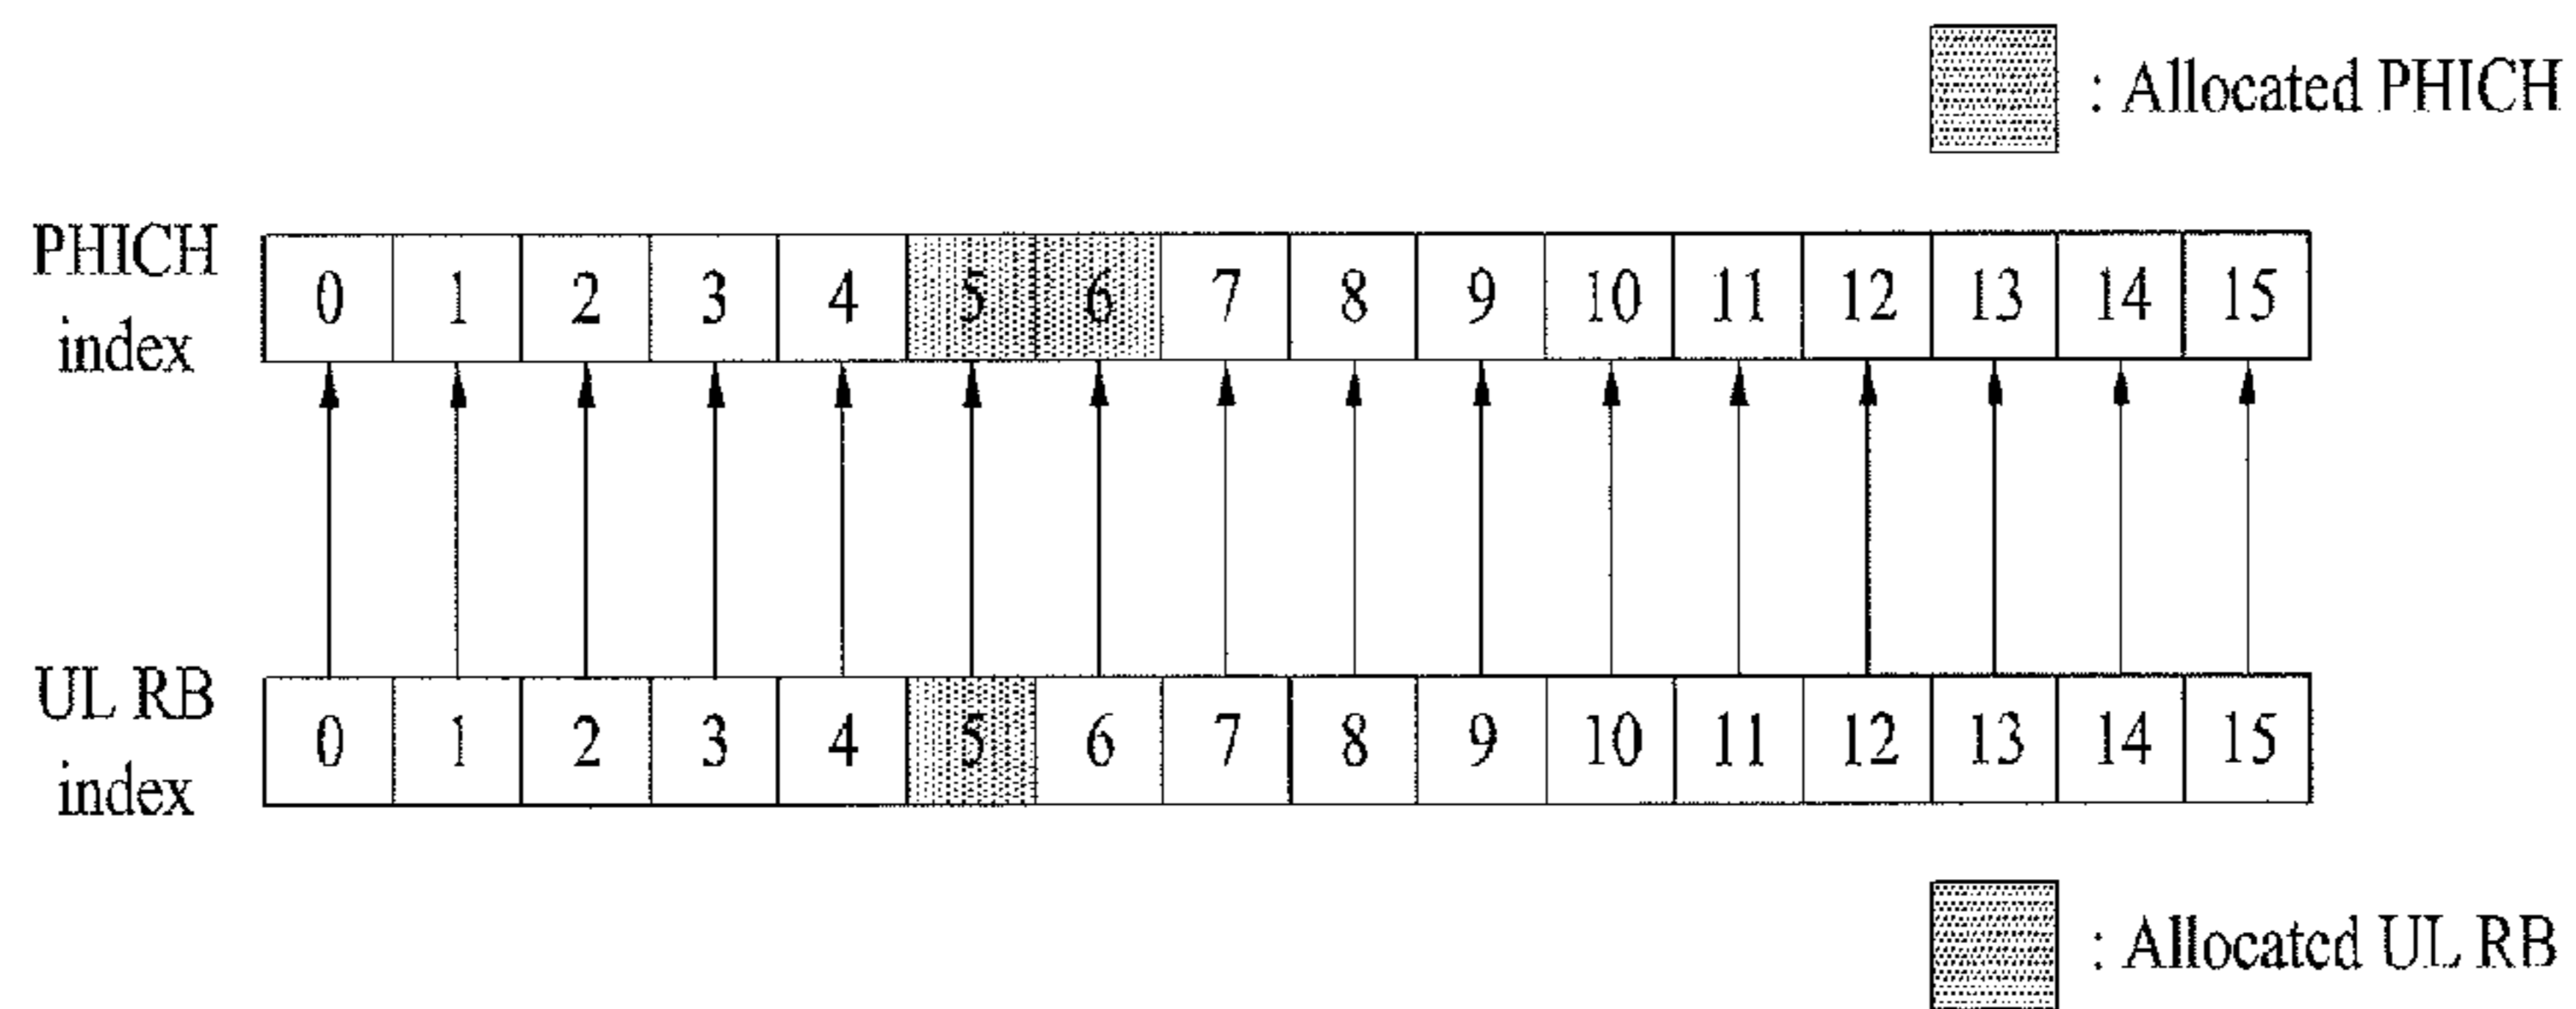 : Allocated PHICH
PHICH
index
0 1 2 3 4 5 6 7 8 9 10 11 12 13 14 15
UL RB
index
0 1 2 3 4 5 6 7 8 9 10 11 12 13 14 15
: Allocated UL RB